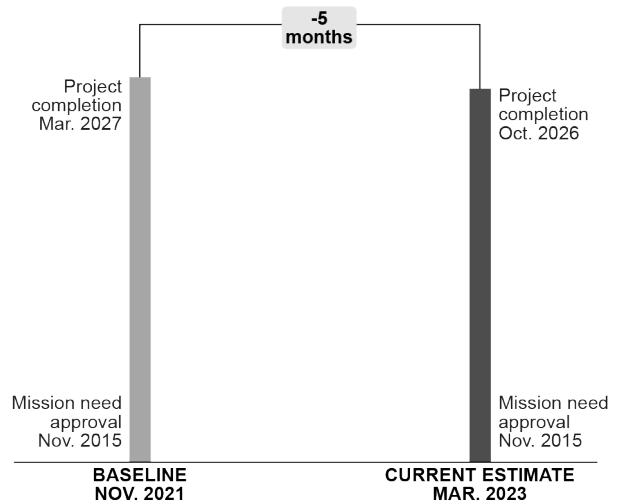 -5
months
Project
completion
Mar. 2027
Project
completion
Oct. 2026
Mission need
approval
Nov. 2015
Mission need
approval
Nov. 2015
BASELINE
NOV. 2021
CURRENT ESTIMATE
MAR. 2023